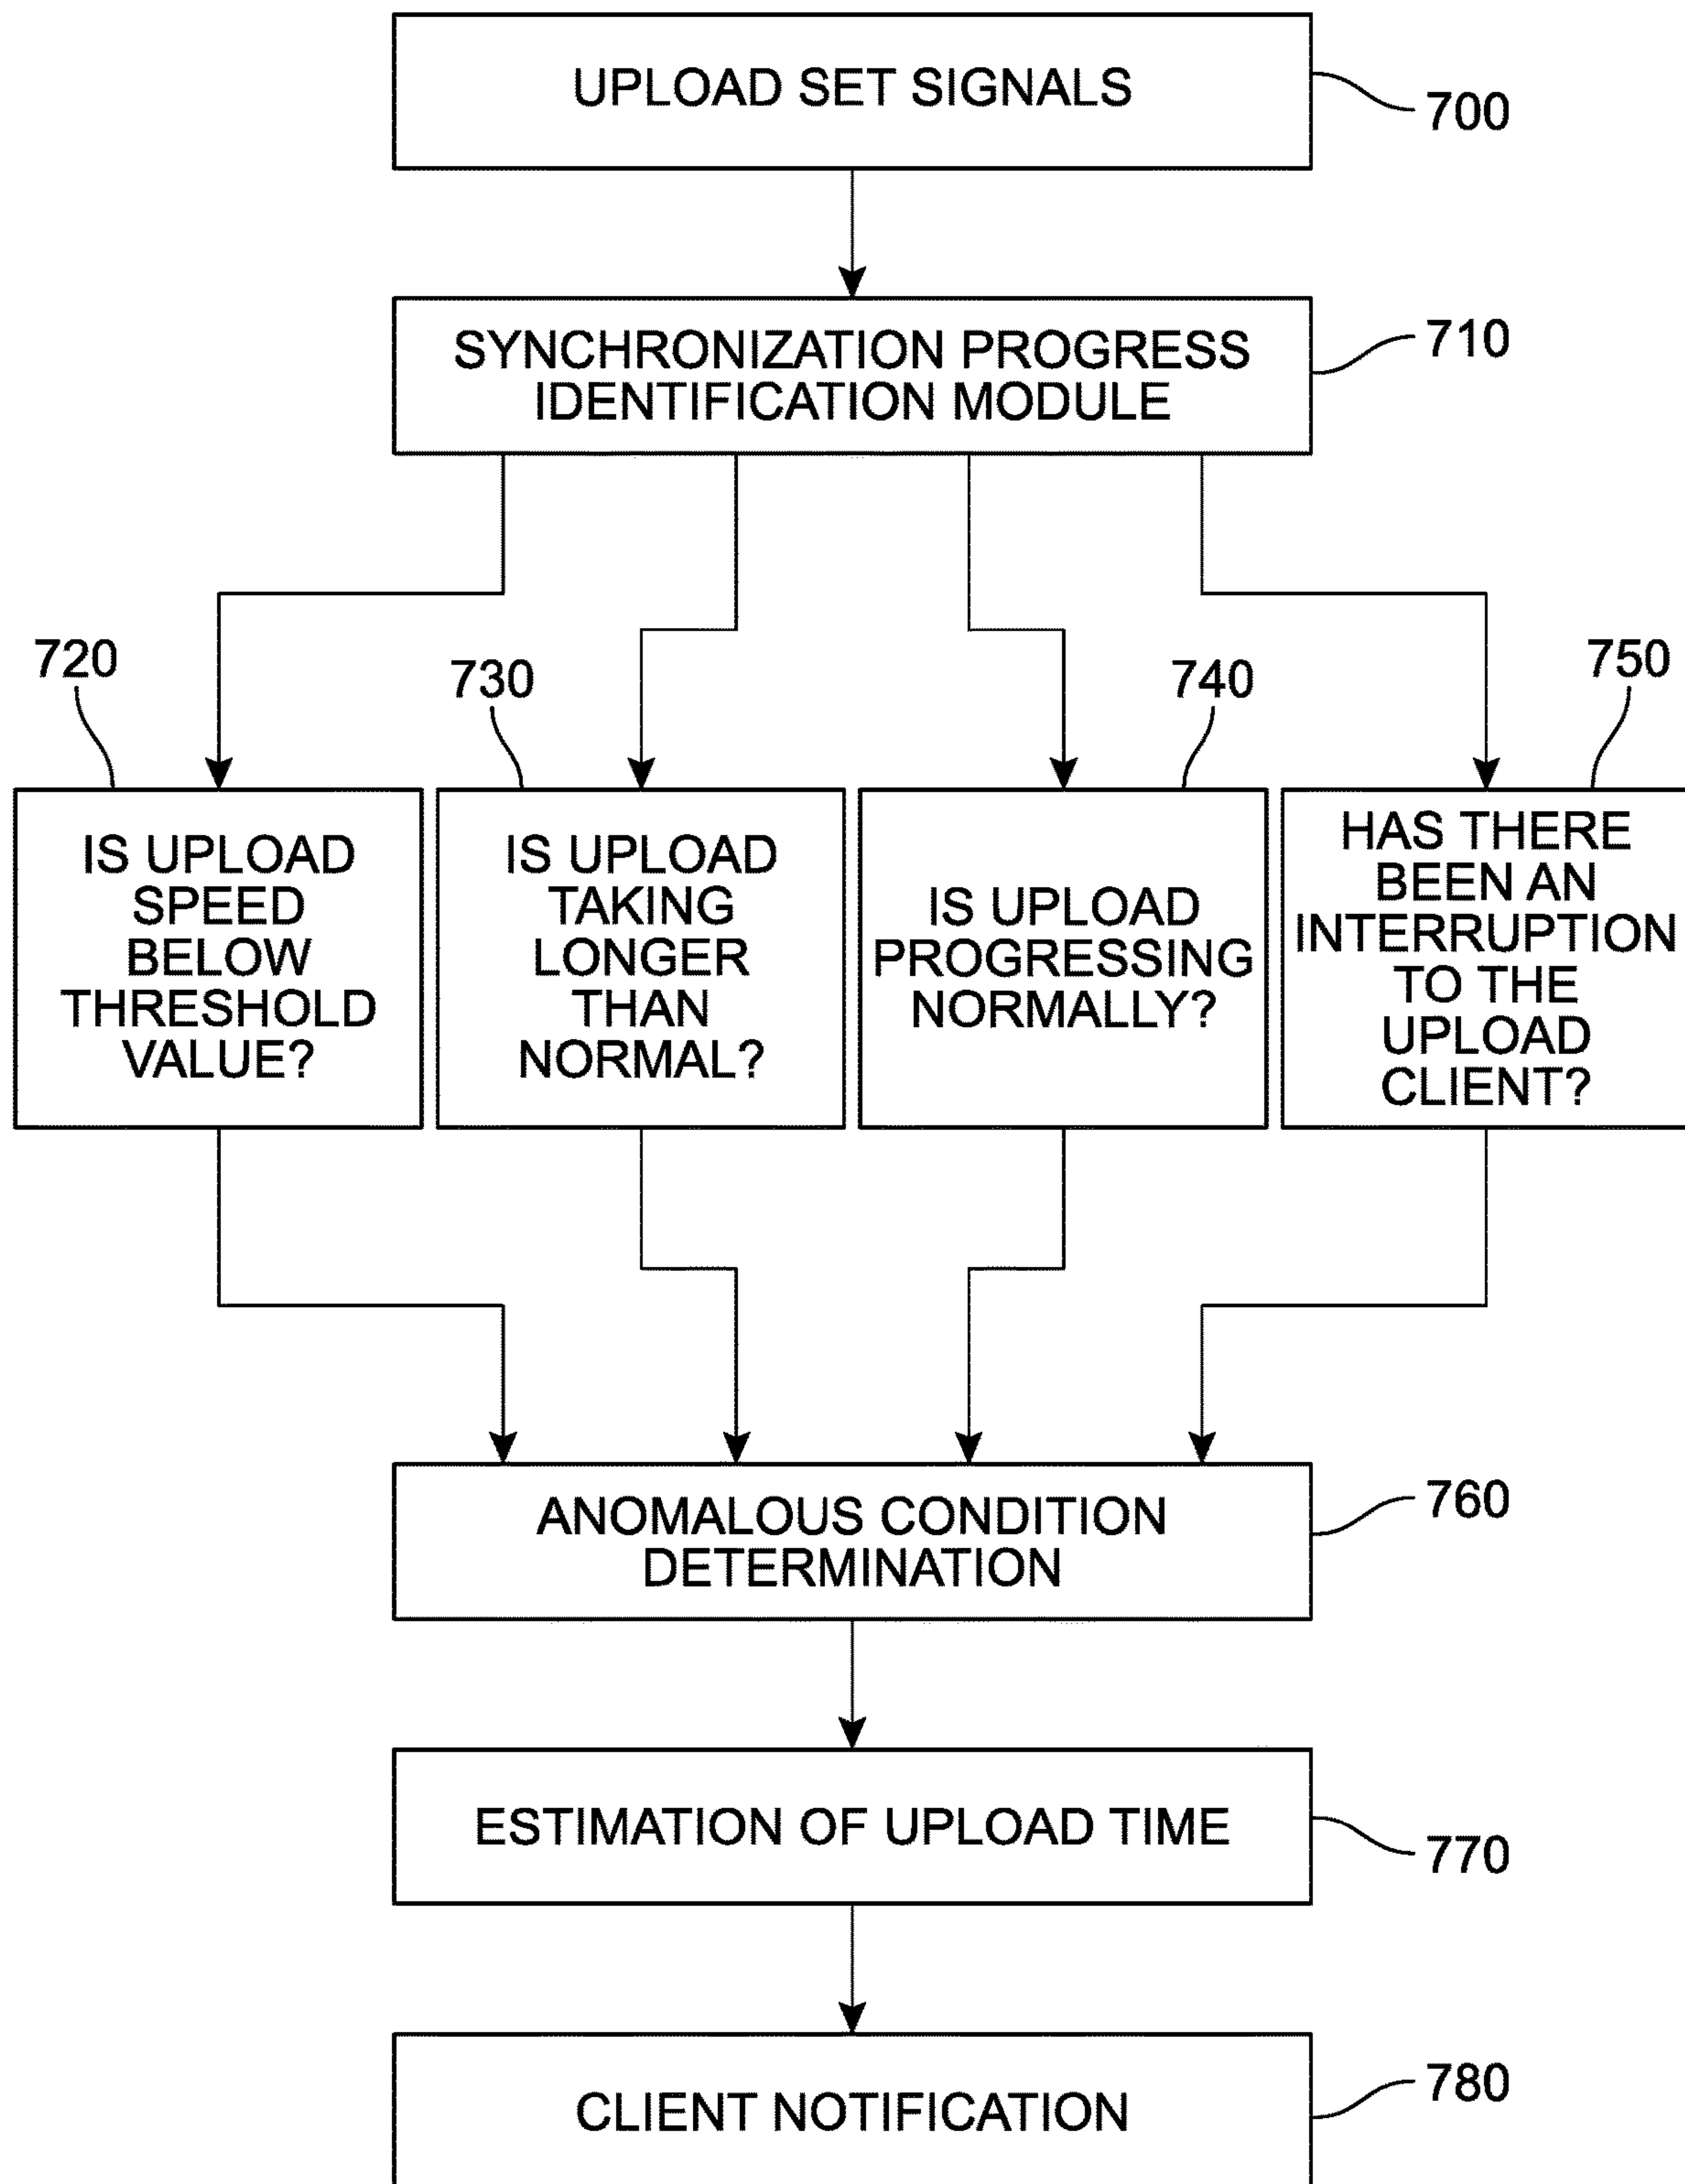 UPLOAD SET SIGNALS
700
SYNCHRONIZATION PROGRESS
IDENTIFICATION MODULE
710
720
730
740
750
IS UPLOAD
SPEED
BELOW
THRESHOLD
VALUE?
IS UPLOAD
TAKING
LONGER
THAN
NORMAL?
IS UPLOAD
PROGRESSING
NORMALLY?
HAS THERE
BEEN AN
INTERRUPTION
TO THE
UPLOAD
CLIENT?
ANOMALOUS CONDITION
DETERMINATION
760
ESTIMATION OF UPLOAD TIME
770
CLIENT NOTIFICATION
780